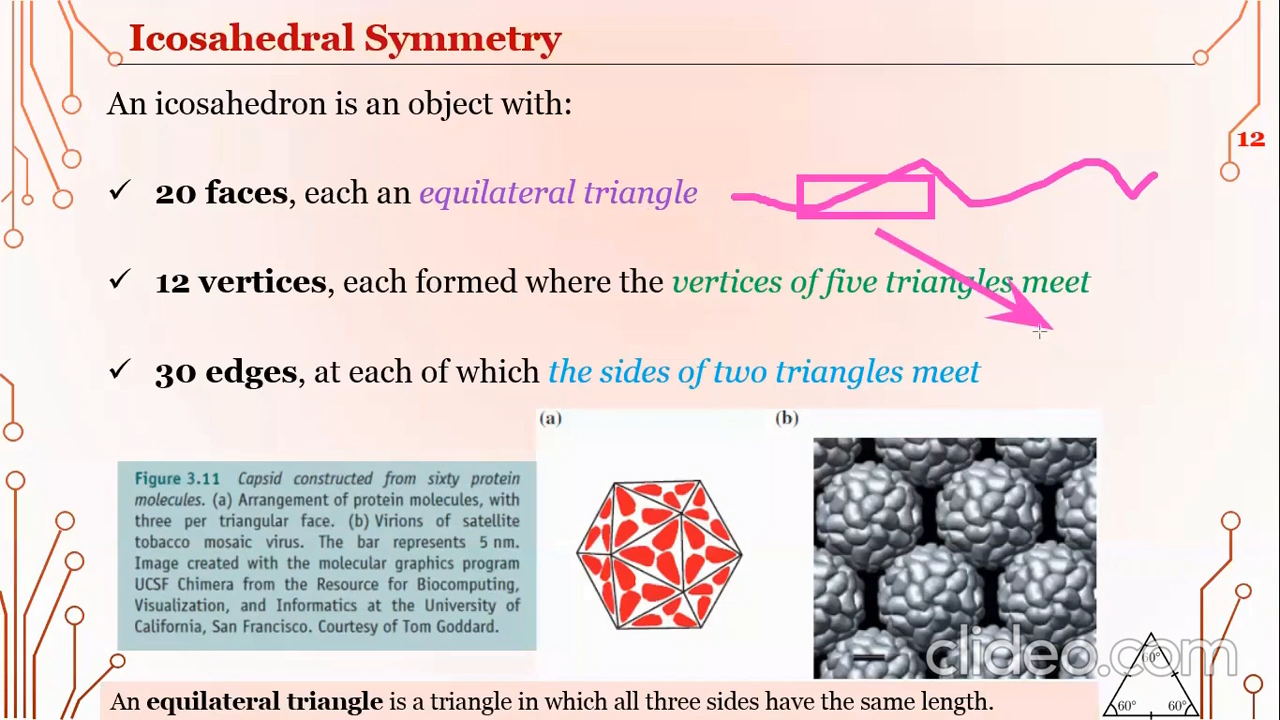 Icosahedral Symmetry
An icosahedron is an object with:
12
✓ 20 faces, each an equilateral triangle
✓ 12 vertices, each formed where the vertices of five triangles meet
✓ 30 edges, at each of which the sides of two triangles meet
(a)
(b)
Figure 3.11 Capsid constructed from sixty protein
molecules. (a) Arrangement of protein molecules, with
three per triangular face. (b) Virions of satellite
tobacco mosaic virus. The bar represents 5 nm.
Image created with the molecular graphics program
UCSF Chimera from the Resource for Biocomputing,
Visualization, and Informatics at the University of
California, San Francisco. Courtesy of Tom Goddard.
clideo.com
60°
60°
60°
An equilateral triangle is a triangle in which all three sides have the same length.